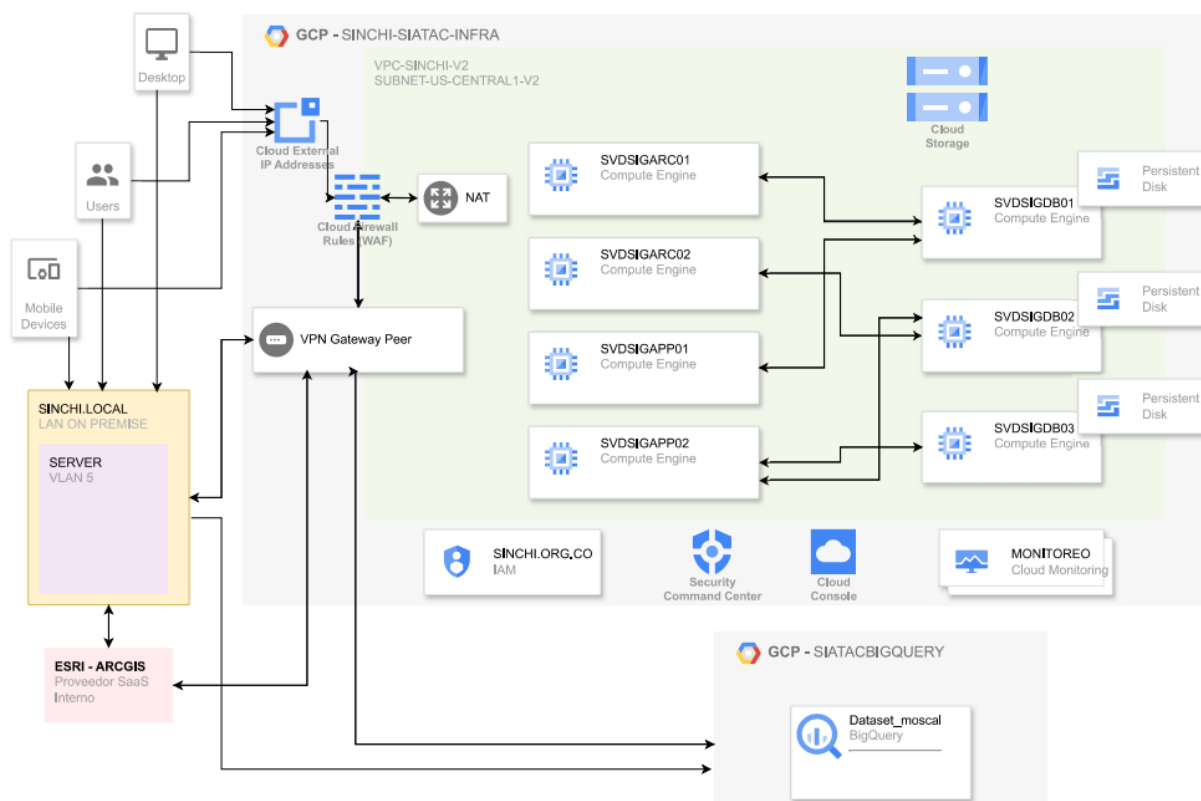 Desktop
Users
Mobile
Devices
GCP - SINCHI-SIATAC-INFRA
VPC-SINCHI-V2
SUBNET-US-CENTRAL1-V2
Cloud External
IP Addresses
Cloud Firewall
Rules (WAF)
NAT
VPN Gateway Peer
Cloud
Storage
SVDSIGARC01
Compute Engine
SVDSIGARC02
Compute Engine
SVDSIGAPP01
Compute Engine
SVDSIGAPP02
Compute Engine
SVDSIGDB01
Compute Engine
Persistent
Disk
SVDSIGDB02
Compute Engine
Persistent
Disk
SVDSIGDB03
Compute Engine
Persistent
Disk
SINCHI.LOCAL
LAN ON PREMISE
SERVER
VLAN 5
ESRI - ARCGIS
Proveedor SaaS
Interno
SINCHI.ORG.CO
IAM
Security
Command Center
Cloud
Console
MONITOREO
Cloud Monitoring
GCP - SIATACBIGQUERY
Dataset_moscal
BigQuery